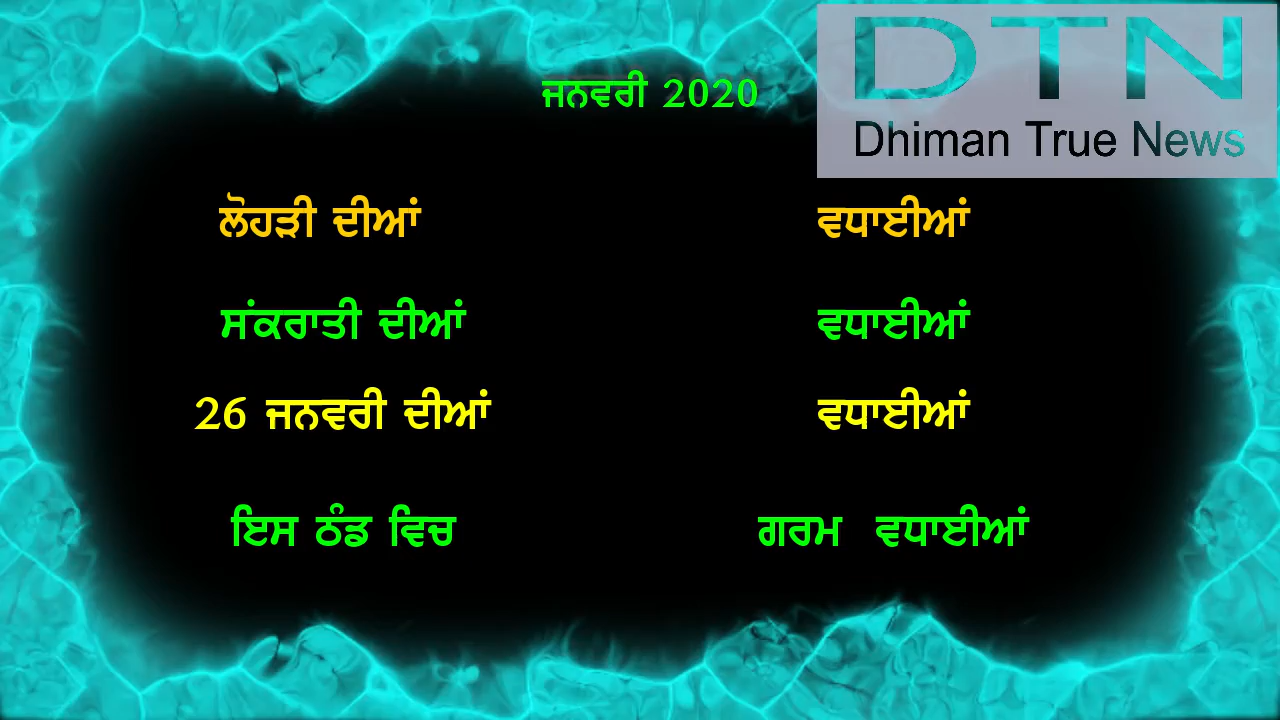 DTN
ਜਨਵਰੀ 2020
Dhiman True News
ਲੋਹੜੀ ਦੀਆਂ ਵਧਾਈਆਂ
ਸਾਂਕਰਾਤੀ ਦੀਆਂ ਵਧਾਈਆਂ
26 ਜਨਵਰੀ ਦੀਆਂ ਵਧਾਈਆਂ
ਇਸ ਠੰਡ ਵਿਚ ਗਰਮ ਵਧਾਈਆਂ